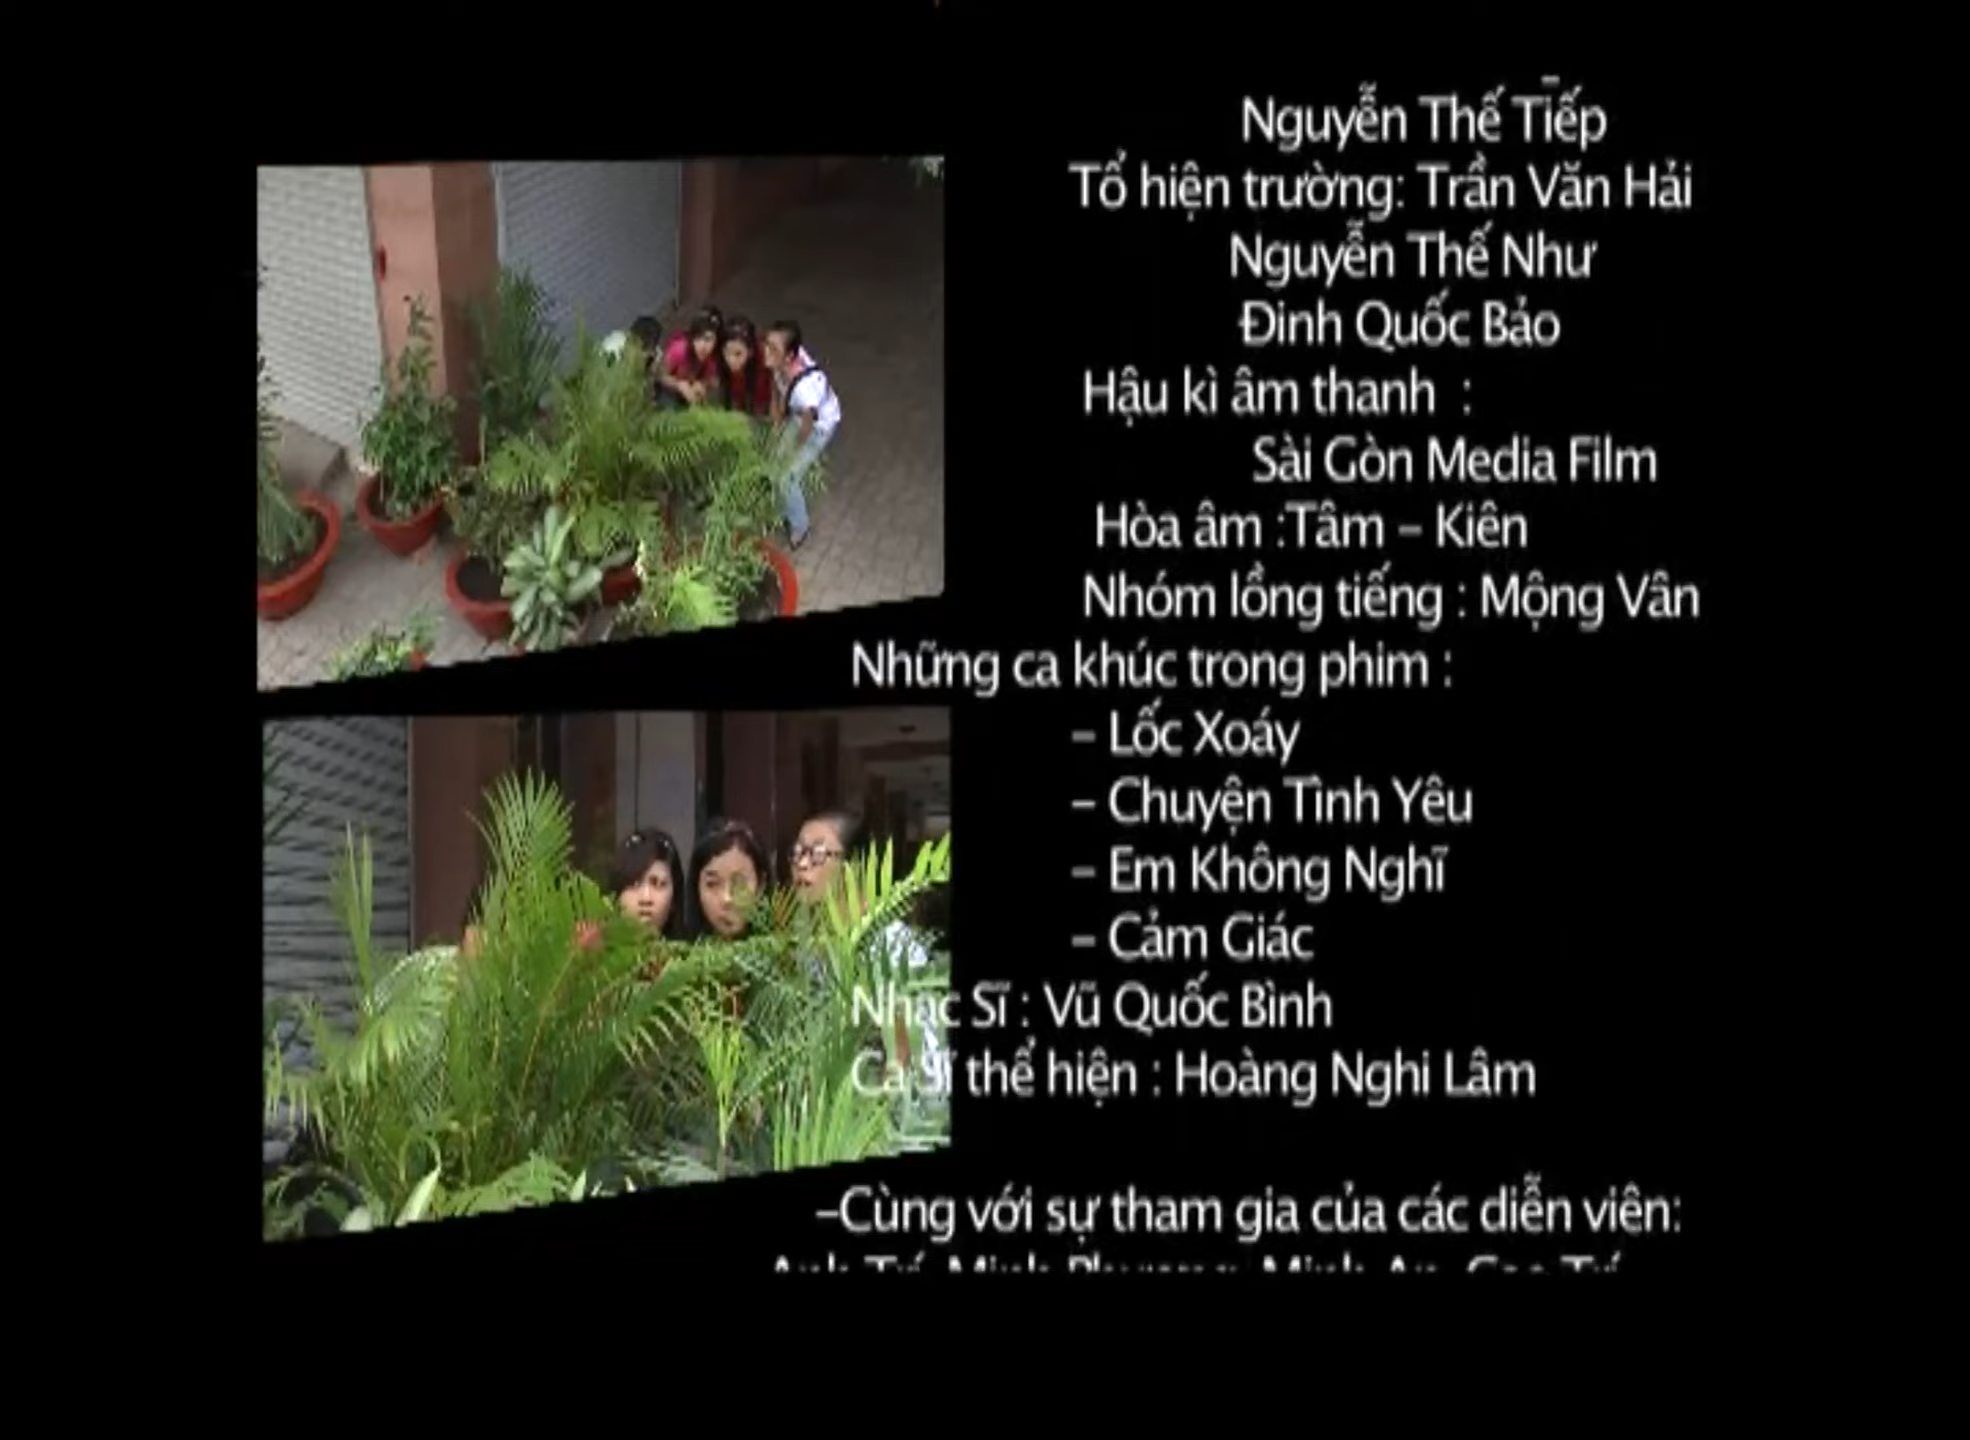 Nguyễn Thế Tiếp
Tổ hiện trường: Trần Văn Hải
Nguyễn Thế Như
Đinh Quốc Bảo
Hậu kì âm thanh :
Sài Gòn Media Film
Hòa âm :Tâm – Kiên
Nhóm lồng tiếng : Mộng Vân
Những ca khúc trong phim :
– Lốc Xoáy
– Chuyện Tình Yêu
– Em Không Nghĩ
– Cảm Giác
Nhạc Sĩ : Vũ Quốc Bình
Ca sĩ thể hiện : Hoàng Nghi Lâm
–Cùng với sự tham gia của các diễn viên: